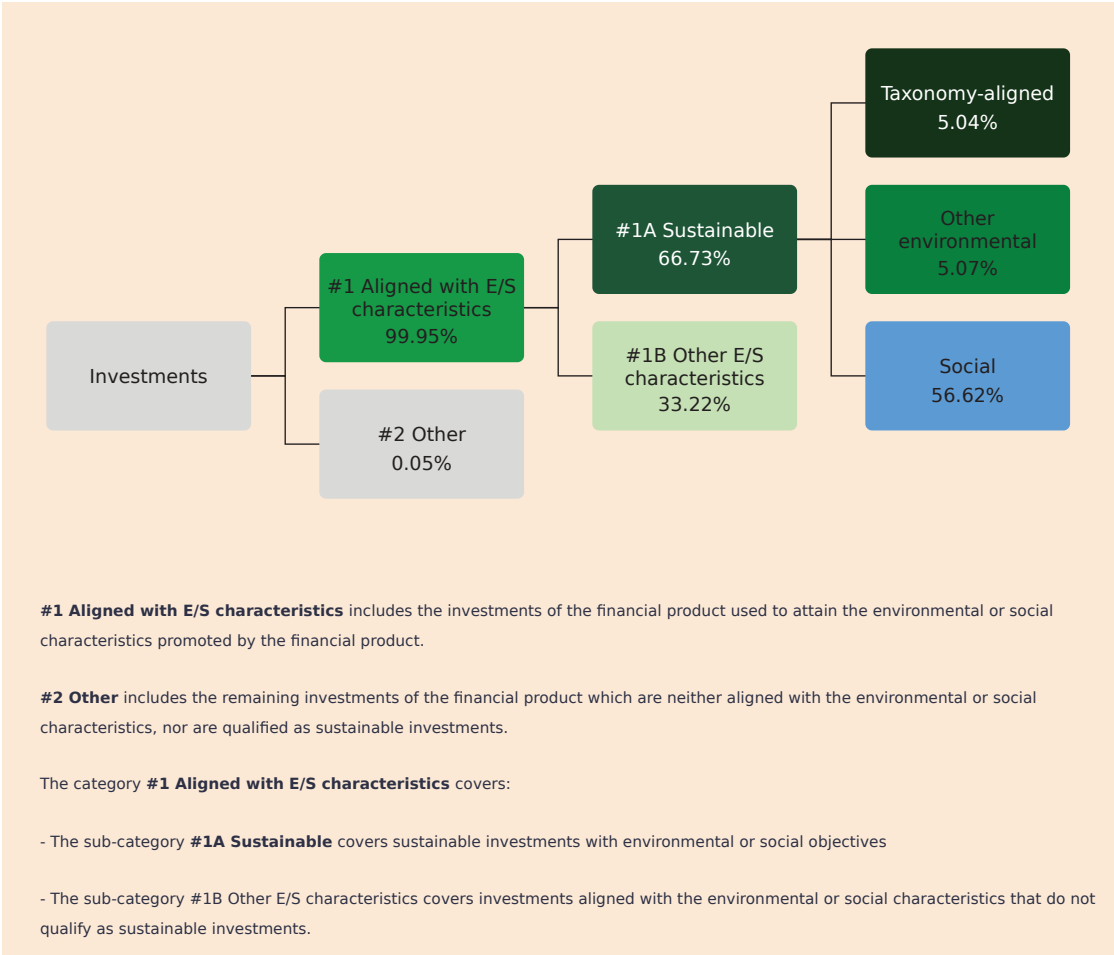 Taxonomy-aligned
5.04%
#1A Sustainable
66.73%
Other
environmental
5.07%
#1 Aligned with E/S
characteristics
99.95%
Investments
#1B Other E/S
characteristics
33.22%
Social
56.62%
#2 Other
0.05%
#1 Aligned with E/S characteristics includes the investments of the financial product used to attain the environmental or social
characteristics promoted by the financial product.
#2 Other includes the remaining investments of the financial product which are neither aligned with the environmental or social
characteristics, nor are qualified as sustainable investments.
The category #1 Aligned with E/S characteristics covers:
- The sub-category #1A Sustainable covers sustainable investments with environmental or social objectives
- The sub-category #1B Other E/S characteristics covers investments aligned with the environmental or social characteristics that do not
qualify as sustainable investments.